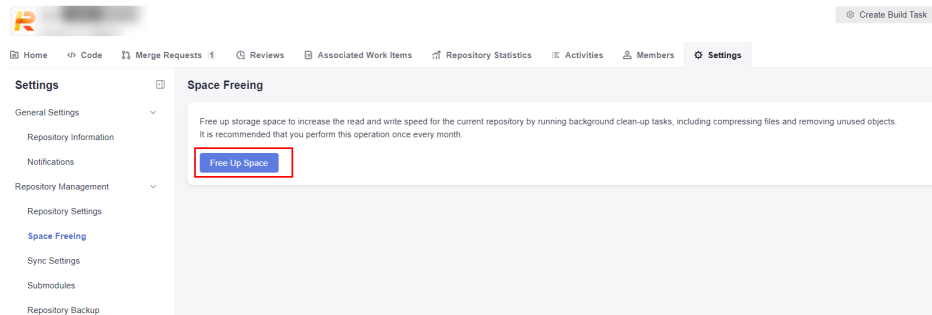 Create Build Task
Home Code Merge Requests 1 Reviews Associated Work Items Repository Statistics Activities Members Settings
Settings
General Settings
Repository Information
Notifications
Repository Management
Repository Settings
Space Freeing
Sync Settings
Submodules
Repository Backup
Space Freeing
Free up storage space to increase the read and write speed for the current repository by running background clean-up tasks, including compressing files and removing unused objects.
It is recommended that you perform this operation once every month.
Free Up Space